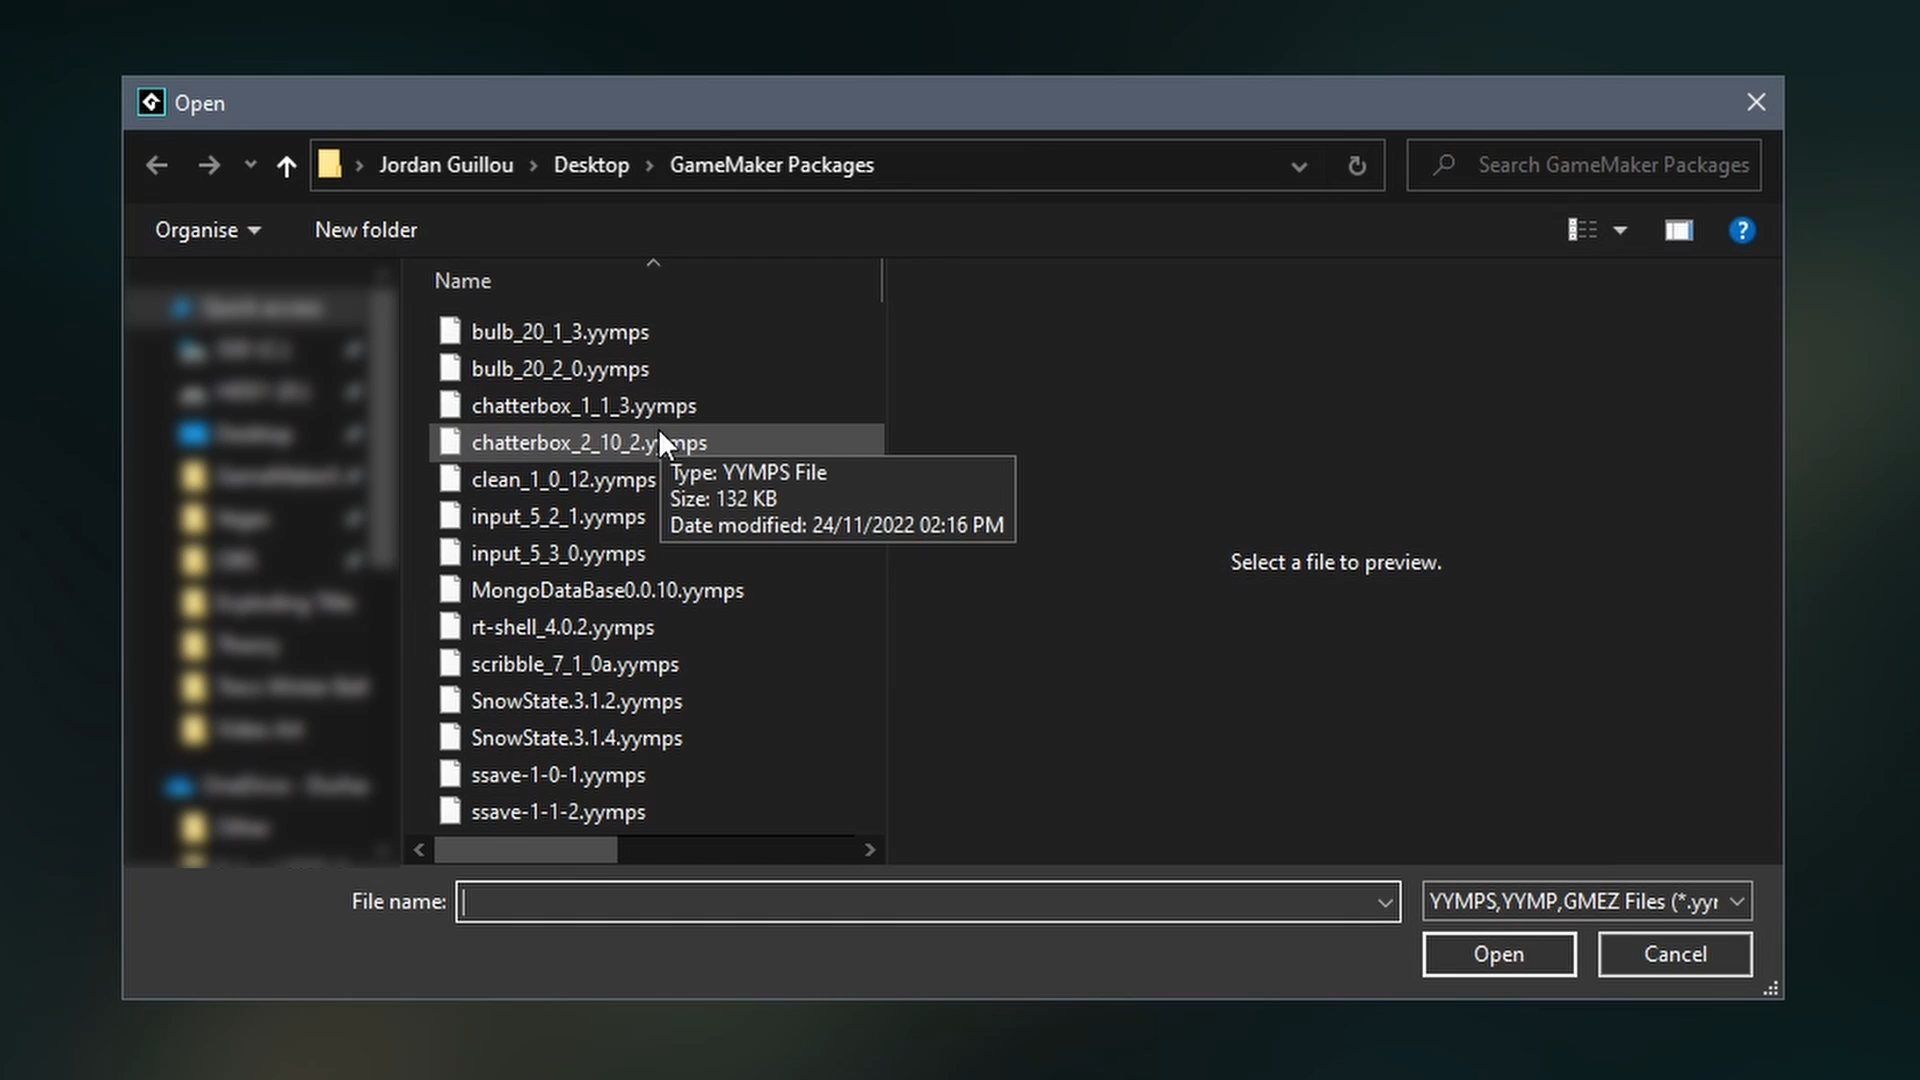 Open
Jordan Guillou > Desktop > GameMaker Packages
Search GameMaker Packages
Organise
New folder
?
Name
bulb_20_1_3.yymps
bulb_20_2_0.yymps
chatterbox_1_1_3.yymps
chatterbox_2_10_2.yymps
clean_1_0_12.yymps
input_5_2_1.yymps
input_5_3_0.yymps
MongoDataBase0.0.10.yymps
rt-shell_4.0.2.yymps
scribble_7_1_0a.yymps
SnowState.3.1.2.yymps
SnowState.3.1.4.yymps
ssave-1-0-1.yymps
ssave-1-1-2.yymps
Type: YYMPS File
Size: 132 KB
Date modified: 24/11/2022 02:16 PM
Select a file to preview.
File name:
YYMPS,YYMP,GMEZ Files (*.yyr
Open
Cancel